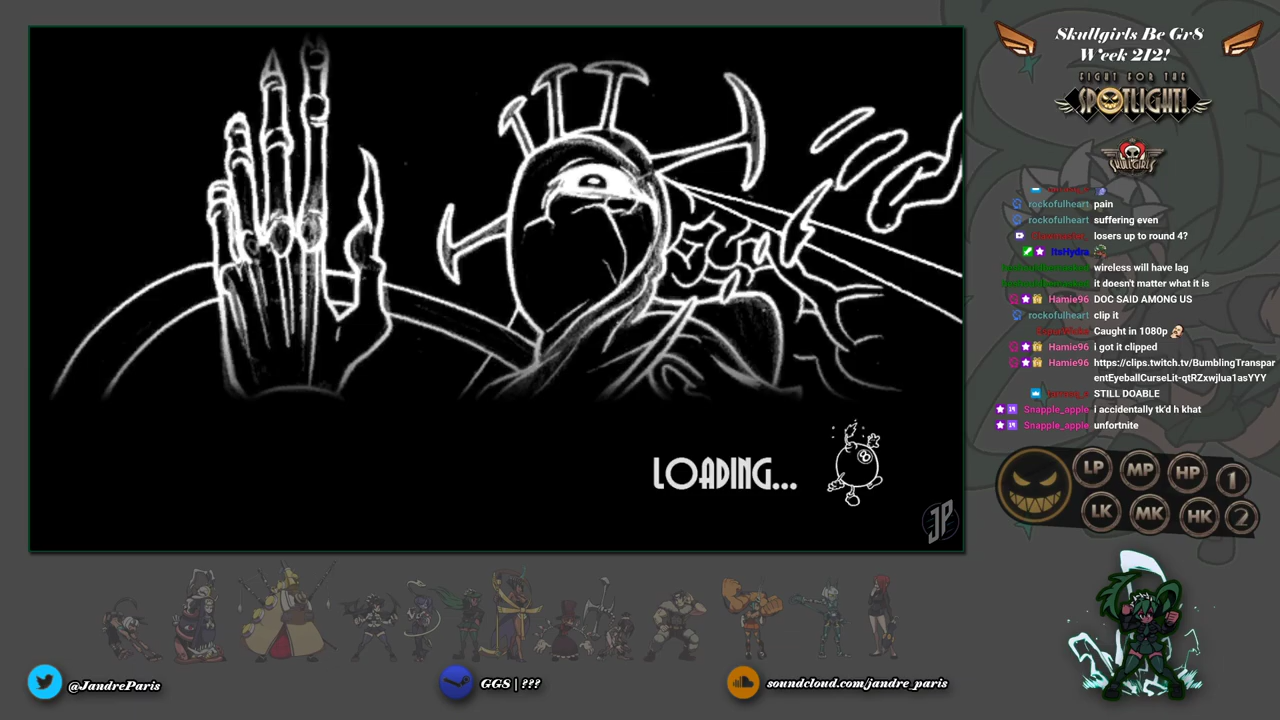 Skullgirls Be Gr8
Week 212!
FIGHT FOR THE
SPOTLIGHT!
SKULLGIRLS
rockofulheart pain
rockofulheart suffering even
losers up to round 4?
ItsHydra
wireless will have lag
it doesn't matter what it is
Hamie96 DOC SAID AMONG US
rockofulheart clip it
Caught in 1080p
Hamie96 i got it clipped
Hamie96 https://clips.twitch.tv/BumblingTranspar
entEyeballCurseLit-qtRZxwjlua1asYYY
STILL DOABLE
Snapple_apple i accidentally tk'd h khat
Snapple_apple unfortnite
LOADING...
JP
LP MP HP 1
LK MK HK 2
@JandreParis
GGS | ???
soundcloud.com/jandre_paris